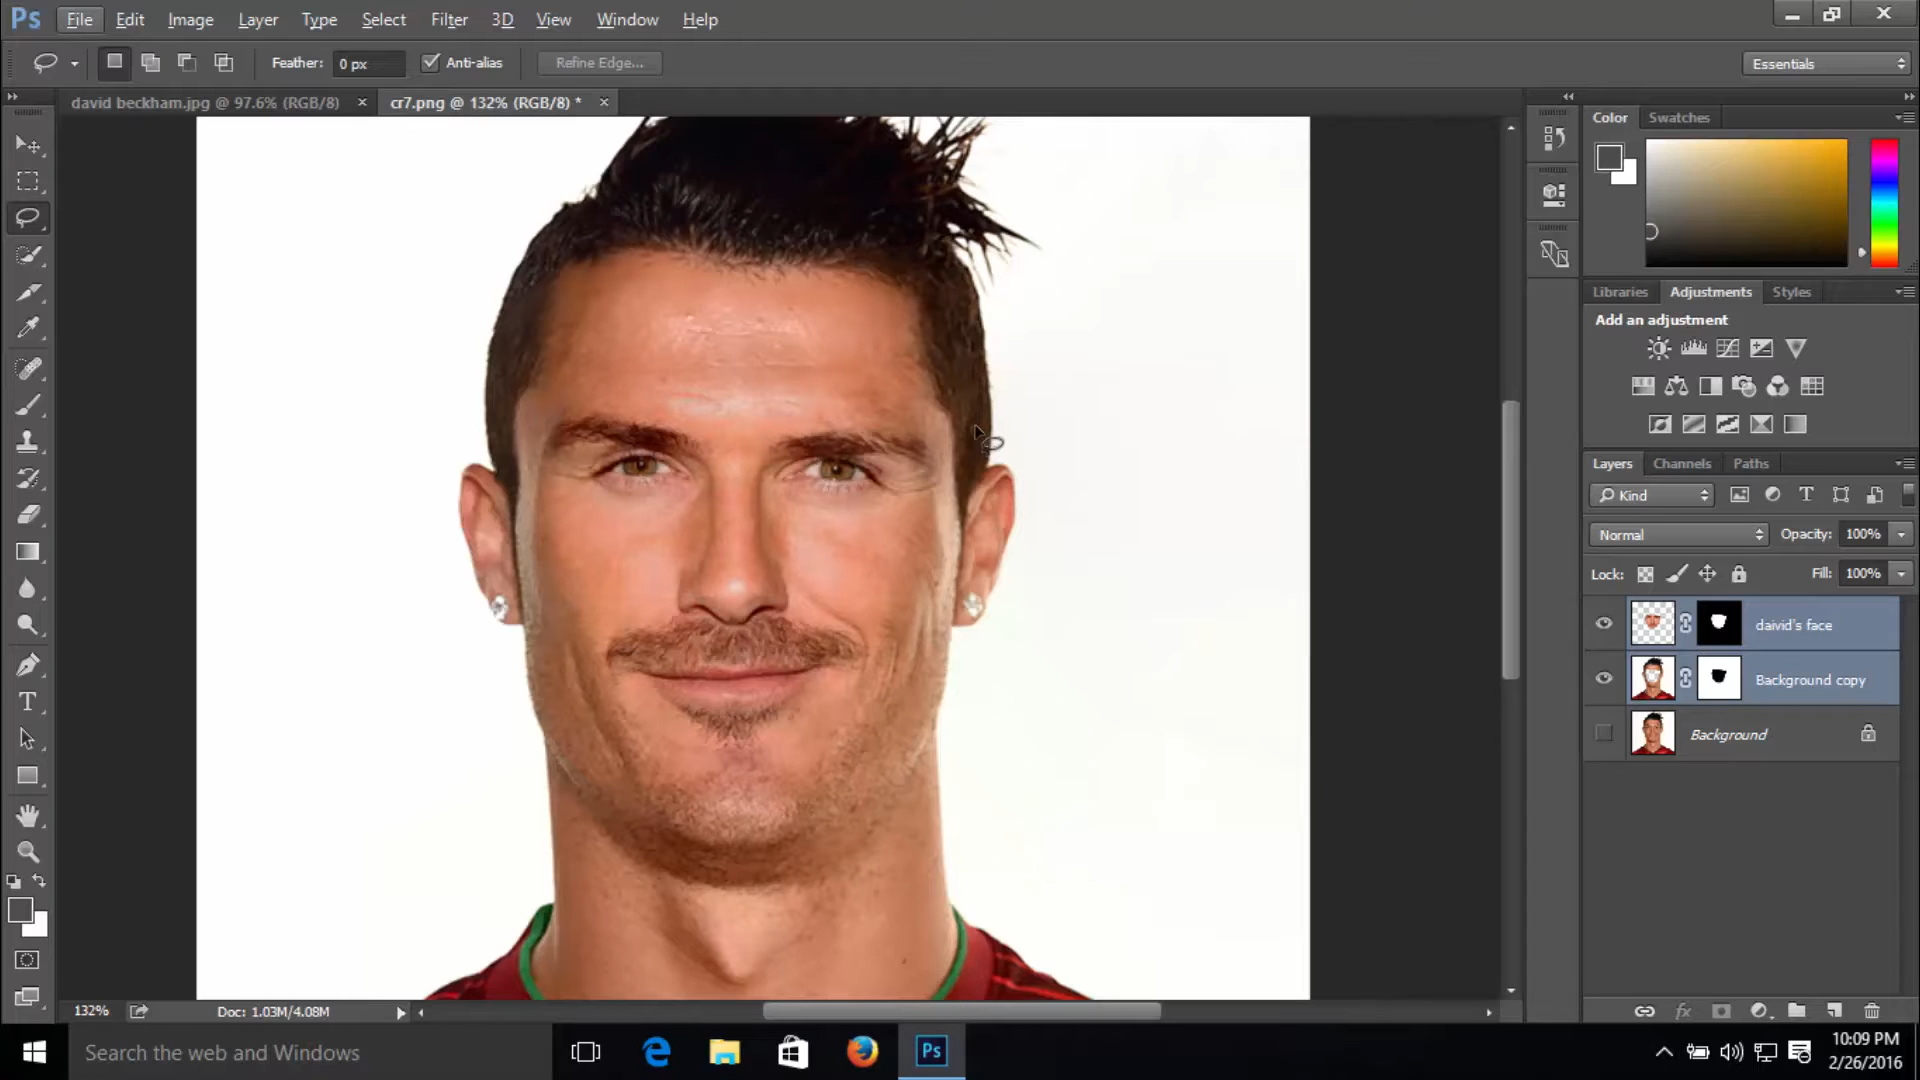 Ps File Edit Image Layer Type Select Filter 3D View Window Help
Feather: 0 px Anti-alias Refine Edge... Essentials
david beckham.jpg @ 97.6% (RGB/8) × cr7.png @ 132% (RGB/8) * ×
Color Swatches
Libraries Adjustments Styles
Add an adjustment
Layers Channels Paths
Kind
Normal Opacity: 100%
Lock: Fill: 100%
daivid's face
Background copy
Background
132% Doc: 1.03M/4.08M
Search the web and Windows
Ps
10:09 PM
2/26/2016